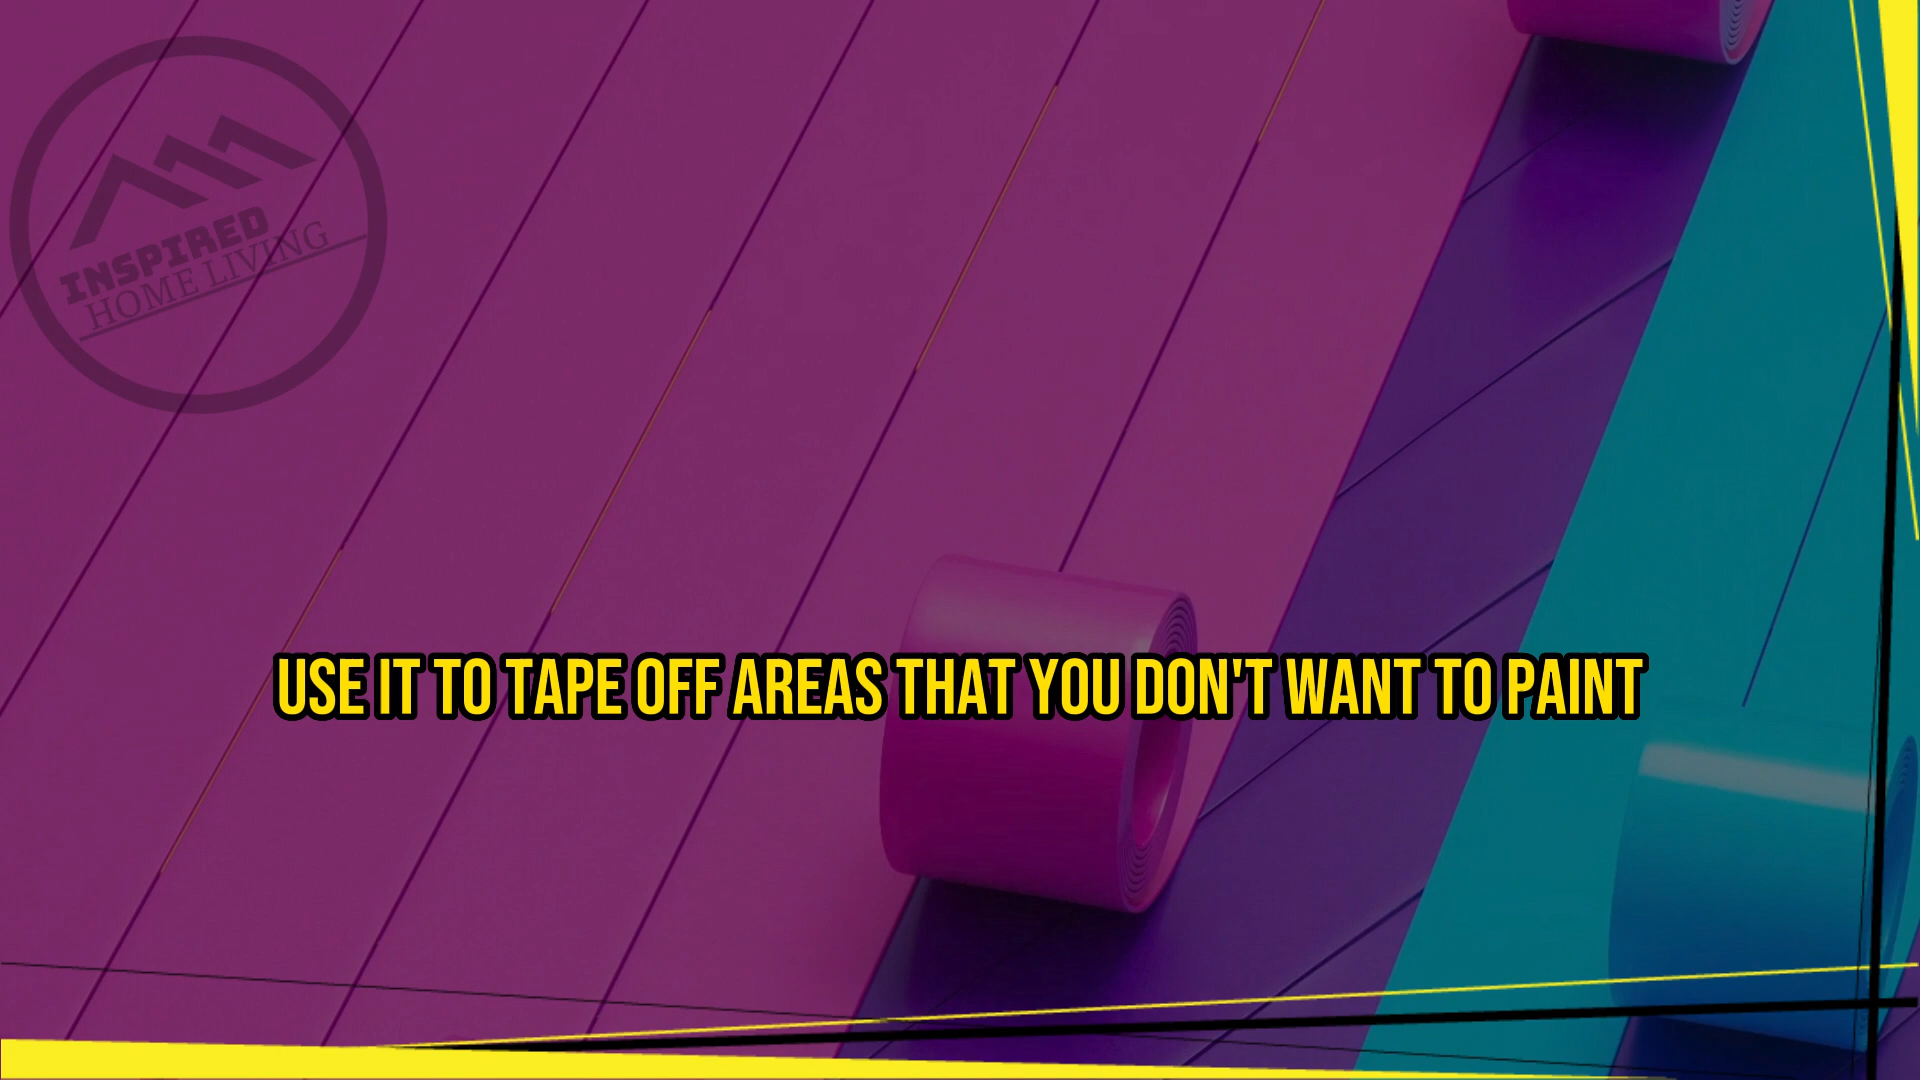 INSPIRED
HOME LIVING
USE IT TO TAPE OFF AREAS THAT YOU DON'T WANT TO PAINT